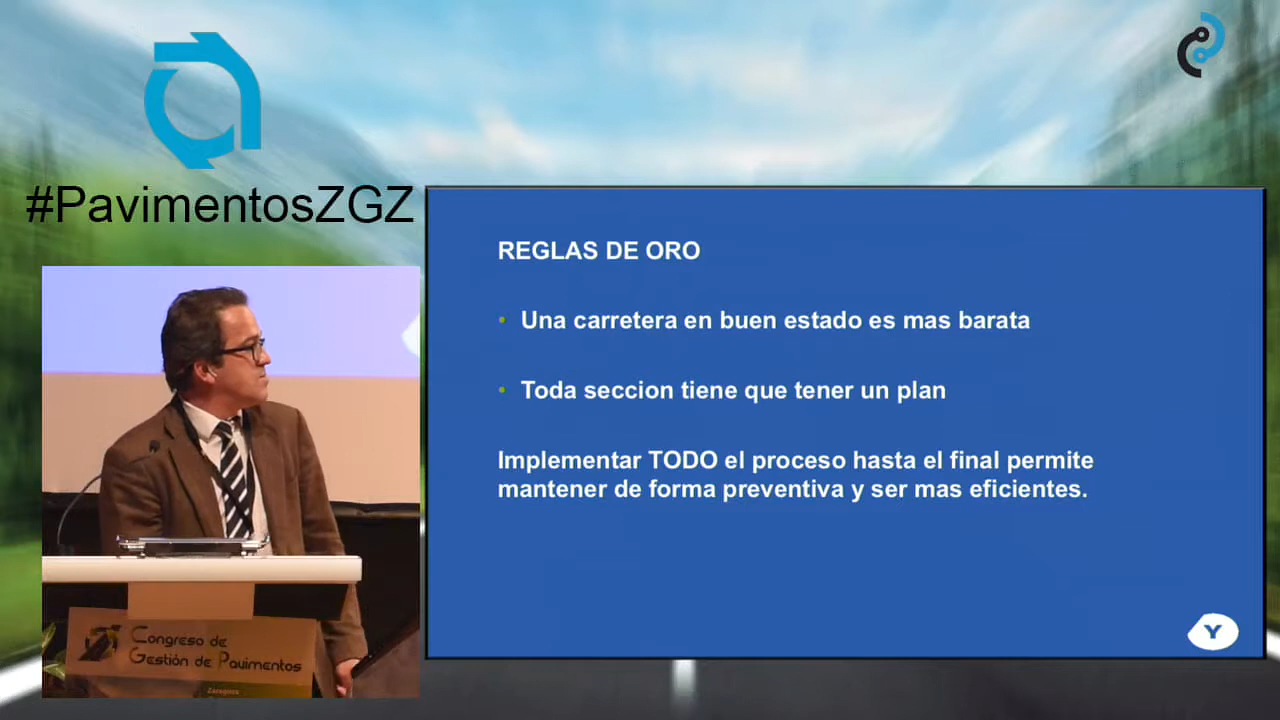 #PavimentosZGZ
REGLAS DE ORO
• Una carretera en buen estado es mas barata
• Toda seccion tiene que tener un plan
Implementar TODO el proceso hasta el final permite
mantener de forma preventiva y ser mas eficientes.
Y
Congreso de
Gestión de Pavimentos
Zaragoza